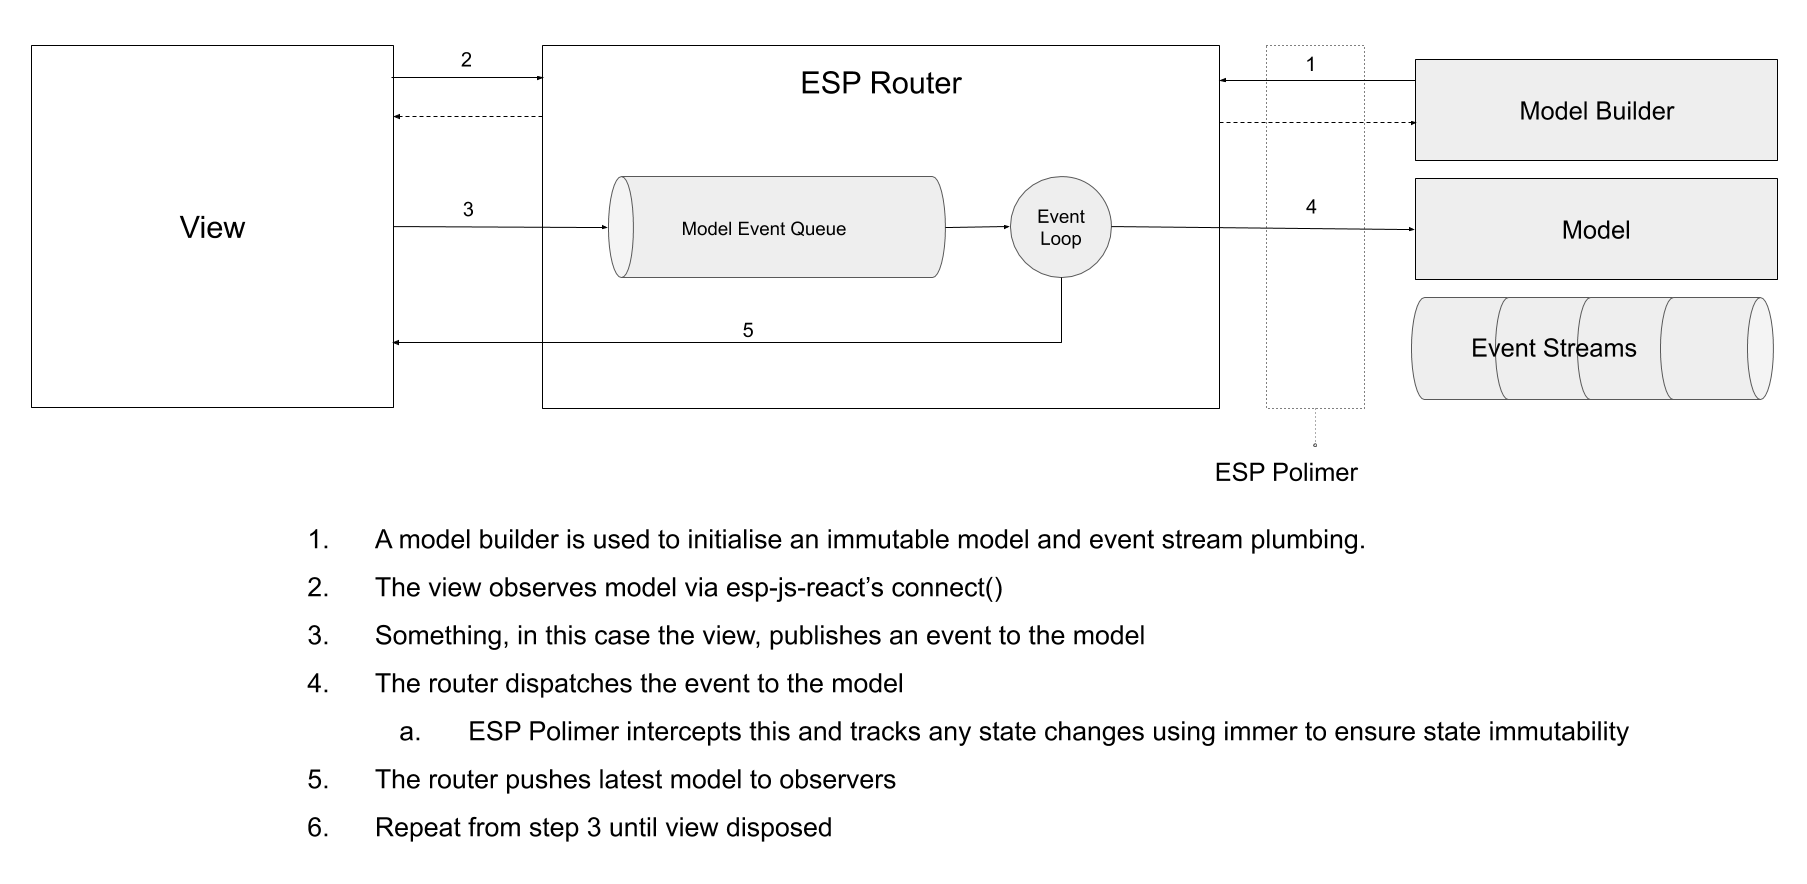 2
ESP Router
1
Model Builder
View
3
Model Event Queue
Event
Loop
4
Model
5
Event Streams
ESP Polimer
1. A model builder is used to initialise an immutable model and event stream plumbing.
2. The view observes model via esp-js-react’s connect()
3. Something, in this case the view, publishes an event to the model
4. The router dispatches the event to the model
a. ESP Polimer intercepts this and tracks any state changes using immer to ensure state immutability
5. The router pushes latest model to observers
6. Repeat from step 3 until view disposed